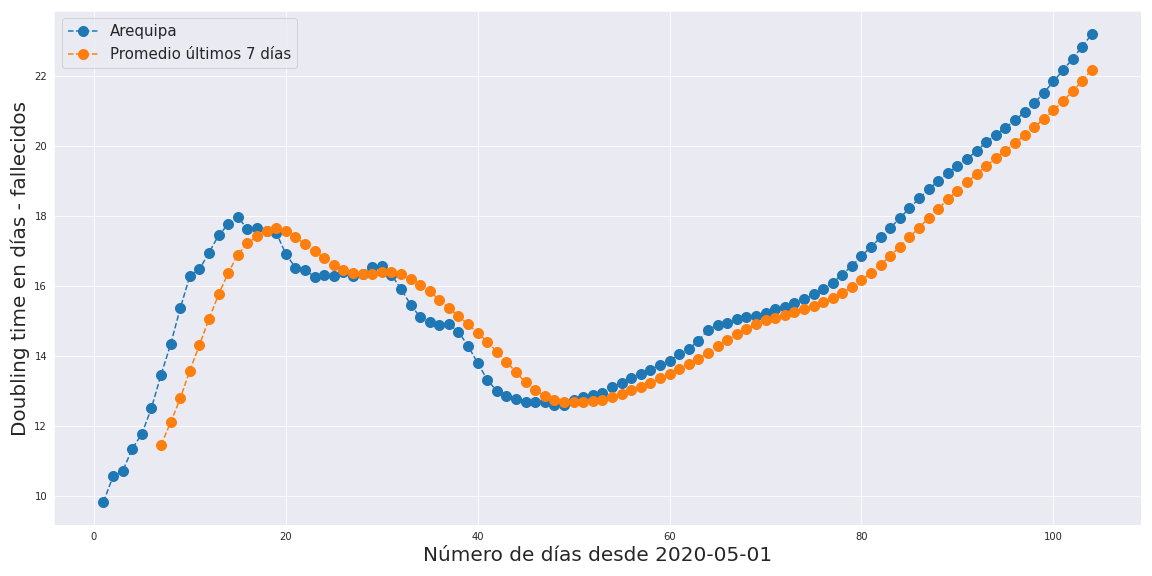 Arequipa
Promedio últimos 7 días
Doubling time en días - fallecidos
22
20
18
16
14
12
10
0 20 40 60 80 100
Número de días desde 2020-05-01